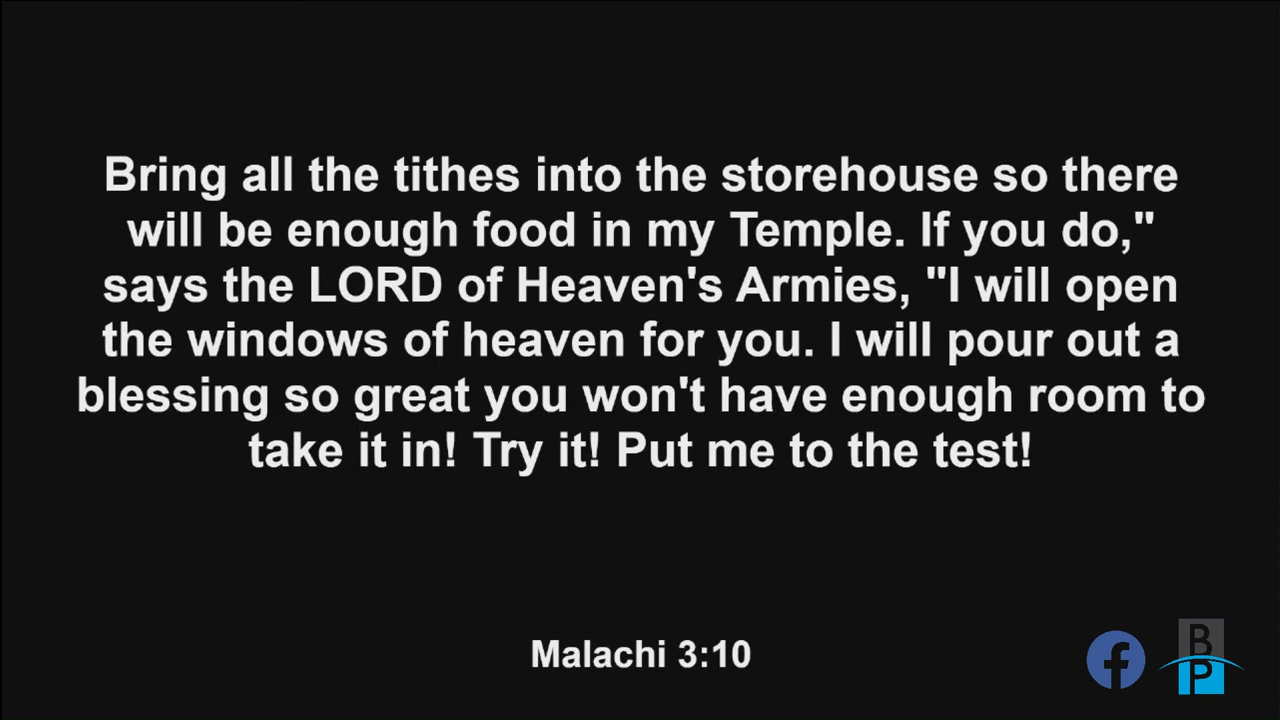 Bring all the tithes into the storehouse so there
will be enough food in my Temple. If you do,"
says the LORD of Heaven's Armies, "I will open
the windows of heaven for you. I will pour out a
blessing so great you won't have enough room to
take it in! Try it! Put me to the test!
Malachi 3:10
f
B
P